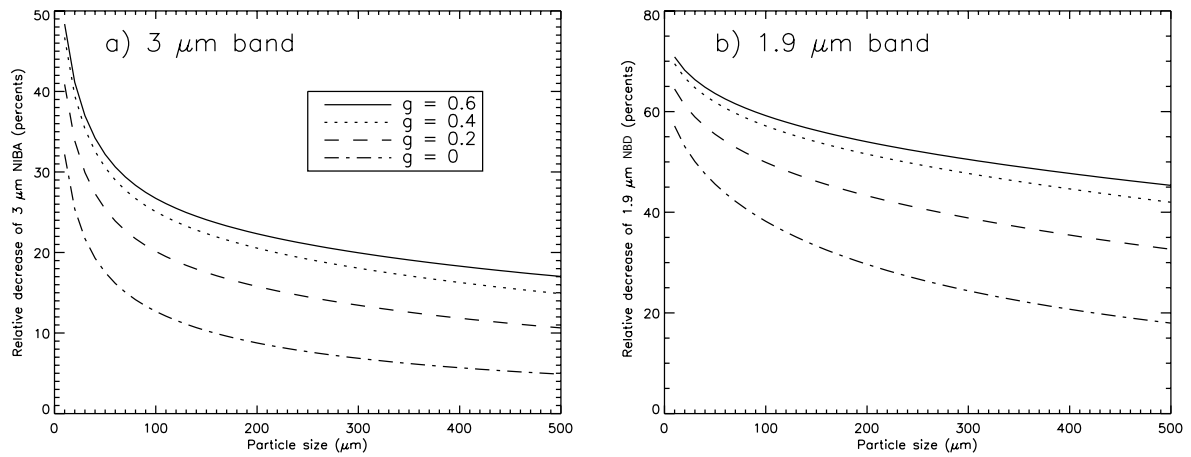 a) 3 μm band
50
40
30
20
10
0
Relative decrease of 3 μm NIBA (percents)
g = 0.6
g = 0.4
g = 0.2
g = 0
0 100 200 300 400 500
Particle size (μm)
b) 1.9 μm band
80
60
40
20
0
Relative decrease of 1.9 μm NBD (percents)
0 100 200 300 400 500
Particle size (μm)